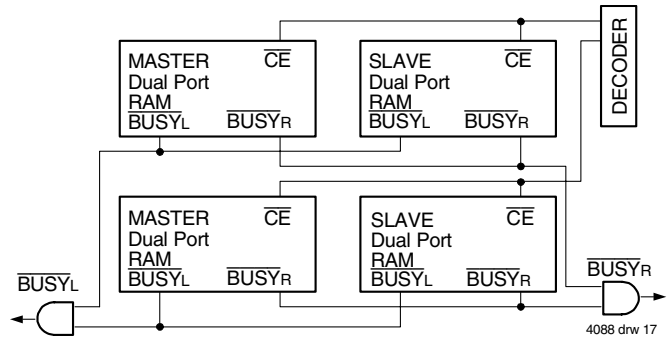 MASTER
Dual Port
RAM
BUSYL
BUSYR
CE
SLAVE
Dual Port
RAM
BUSYL
BUSYR
CE
DECODER
MASTER
Dual Port
RAM
BUSYL
BUSYR
CE
SLAVE
Dual Port
RAM
BUSYL
BUSYR
CE
BUSYL
BUSYR
4088 drw 17